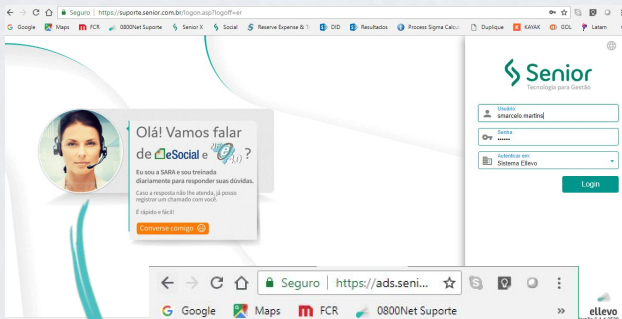 Seguro | https://suporte.senior.com.br/logon.asp?logoff=er
G Google Maps FCR 0800Net Suporte Senior X Social Reserve Expense & T DID Resultados Process Sigma Calcul Duplique KAYAK GOL Latam
Senior
Tecnologia para Gestão
Usuário:
smarcelo.martins
Senha:
••••••
Autenticar em:
Sistema Ellevo
Login
Olá! Vamos falar
de eSocial e ?
Eu sou a SARA e sou treinada
diariamente para responder suas dúvidas.
Caso a resposta não lhe atenda, já posso
registrar um chamado com você.
É rápido e fácil!
Converse comigo
Seguro | https://ads.seni...
G Google Maps FCR 0800Net Suporte »
ellevo